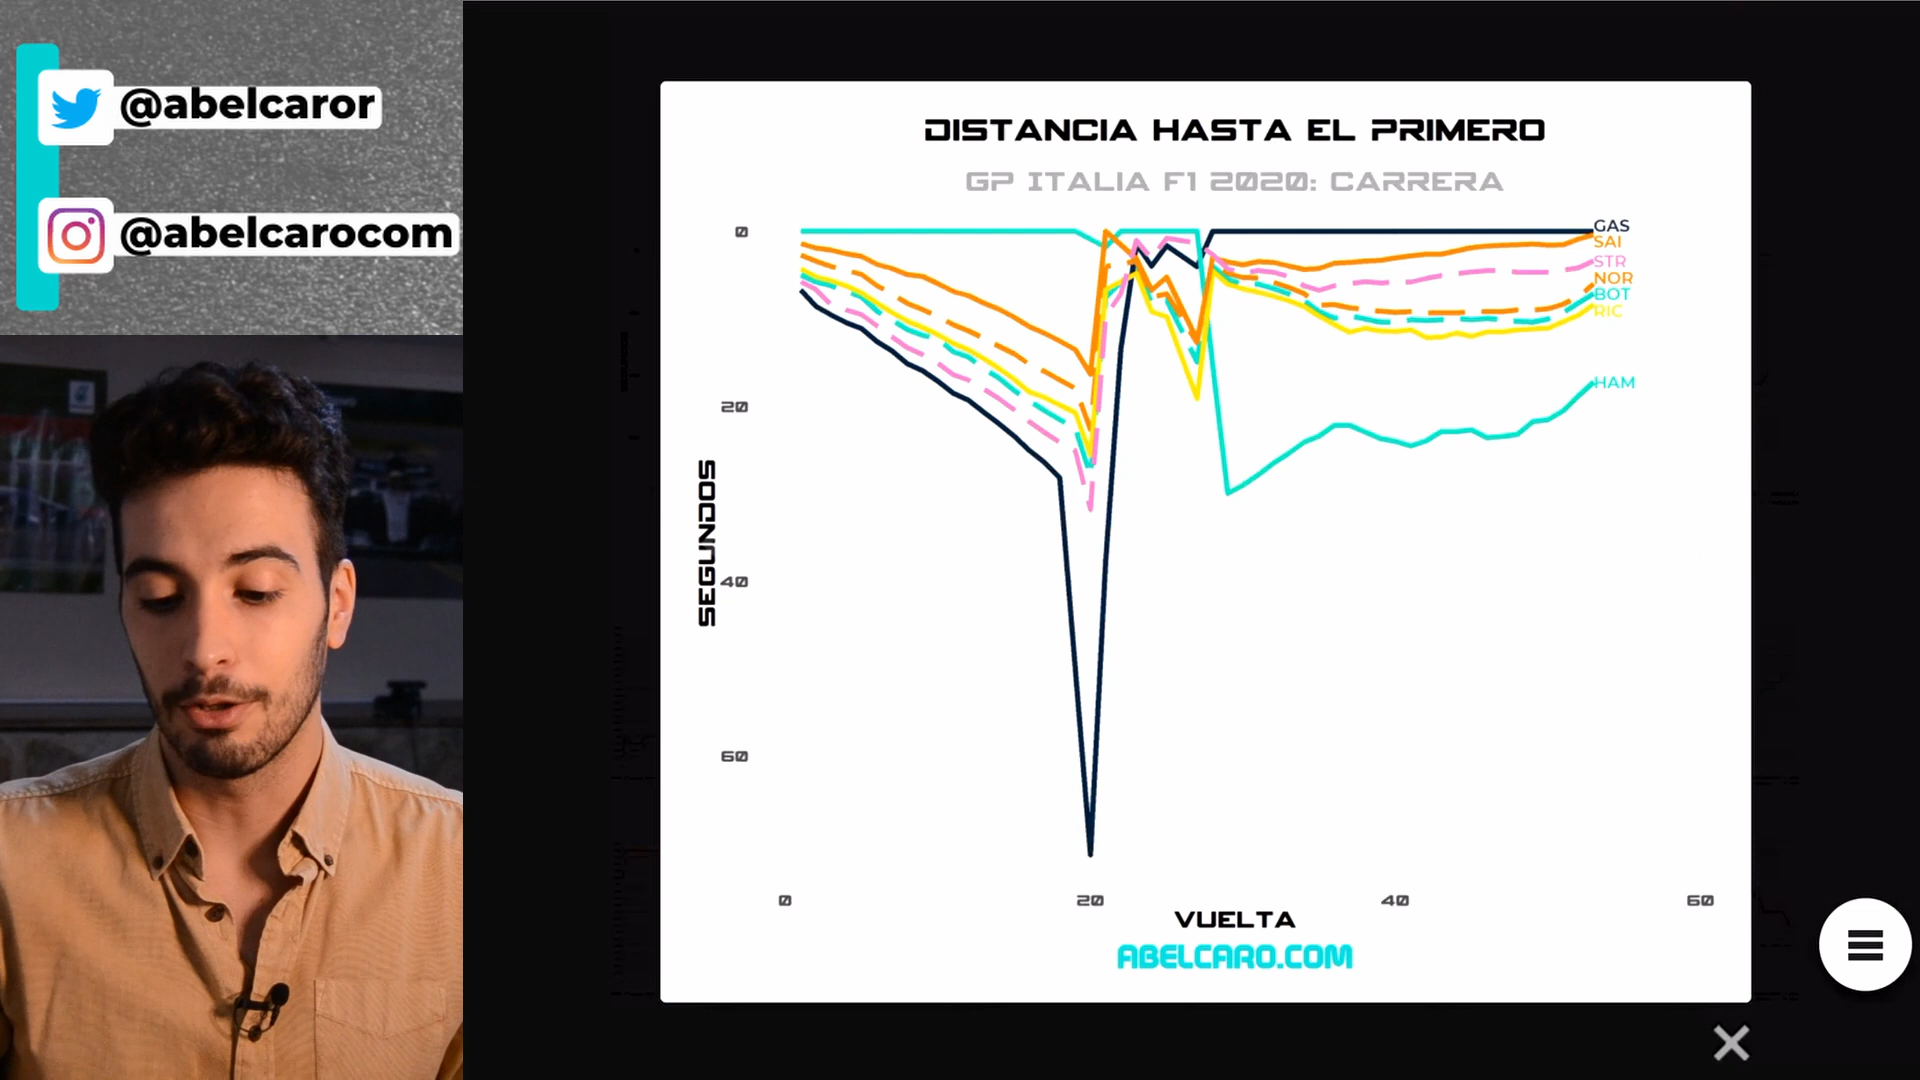 @abelcaror
@abelcarocom
DISTANCIA HASTA EL PRIMERO
GP ITALIA F1 2020: CARRERA
0
20
40
60
SEGUNDOS
GAS
SAI
STR
NOR
BOT
RIC
HAM
0
20
40
60
VUELTA
ABELCARO.COM